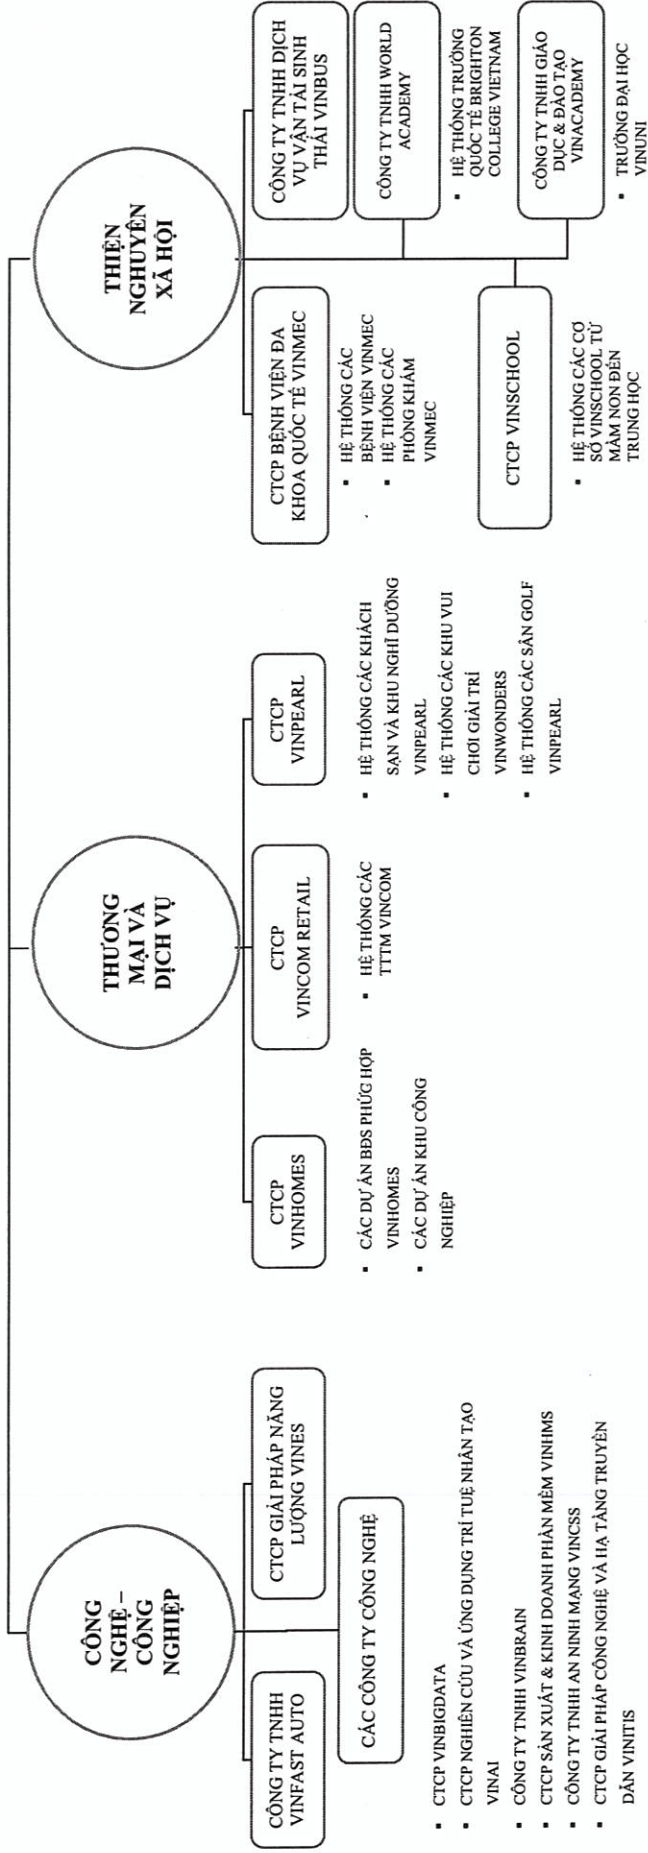 CÔNG
NGHỆ –
CÔNG
NGHIỆP
CÔNG TY TNHH
VINFAST AUTO
CTCP GIẢI PHÁP NĂNG
LƯỢNG VINES
CÁC CÔNG TY CÔNG NGHỆ
▪ CTCP VINBIGDATA
▪ CTCP NGHIÊN CỨU VÀ ỨNG DỤNG TRÍ TUỆ NHÂN TẠO
VINAI
▪ CÔNG TY TNHH VINBRAIN
▪ CTCP SẢN XUẤT & KINH DOANH PHẦN MỀM VINHMS
▪ CÔNG TY TNHH AN NINH MẠNG VINCSS
▪ CTCP GIẢI PHÁP CÔNG NGHỆ VÀ HẠ TẦNG TRUYỀN
DẪN VINITIS
THƯƠNG
MẠI VÀ
DỊCH VỤ
CTCP
VINHOMES
▪ CÁC DỰ ÁN BĐS PHỨC HỢP
VINHOMES
▪ CÁC DỰ ÁN KHU CÔNG
NGHIỆP
CTCP
VINCOM RETAIL
▪ HỆ THỐNG CÁC
TTTM VINCOM
CTCP
VINPEARL
▪ HỆ THỐNG CÁC KHÁCH
SẠN VÀ KHU NGHỈ DƯỠNG
VINPEARL
▪ HỆ THỐNG CÁC KHU VUI
CHƠI GIẢI TRÍ
VINWONDERS
▪ HỆ THỐNG CÁC SÂN GOLF
VINPEARL
THIỆN
NGHUYÊN
XÃ HỘI
CTCP BỆNH VIỆN ĐA
KHOA QUỐC TẾ VINMEC
▪ HỆ THỐNG CÁC
BỆNH VIỆN VINMEC
▪ HỆ THỐNG CÁC
PHÒNG KHÁM
VINMEC
CÔNG TY TNHH DỊCH
VỤ VẬN TẢI SINH
THÁI VINBUS
CÔNG TY TNHH WORLD
ACADEMY
▪ HỆ THỐNG TRƯỜNG
QUỐC TẾ BRIGHTON
COLLEGE VIETNAM
CTCP VINSCHOOL
▪ HỆ THỐNG CÁC CƠ
SỞ VINSCHOOL TỪ
MẦM NON ĐẾN
TRUNG HỌC
CÔNG TY TNHH GIÁO
DỤC & ĐÀO TẠO
VINACADEMY
▪ TRƯỜNG ĐẠI HỌC
VINUNI